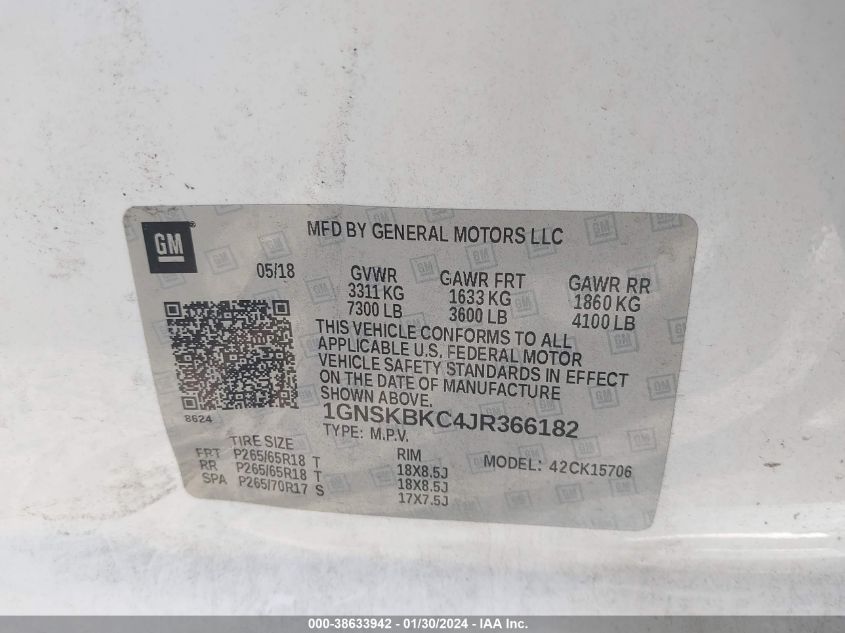 GM
MFD BY GENERAL MOTORS LLC
05/18
GVWR
3311 KG
7300 LB
GAWR FRT
1633 KG
3600 LB
GAWR RR
1860 KG
4100 LB
THIS VEHICLE CONFORMS TO ALL
APPLICABLE U.S. FEDERAL MOTOR
VEHICLE SAFETY STANDARDS IN EFFECT
ON THE DATE OF MANUFACTURE
SHOWN ABOVE.
8624
1GNSKBKC4JR366182
TYPE: M.P.V.
TIRE SIZE
FRT P265/65R18 T
RR P265/65R18 T
SPA P265/70R17 S
RIM
18X8.5J
18X8.5J
17X7.5J
MODEL: 42CK15706
000-38633942 - 01/30/2024 - IAA Inc.